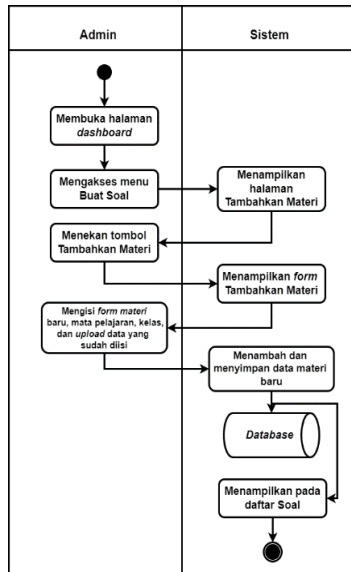 Admin
Sistem
Membuka halaman
dashboard
Mengakses menu
Buat Soal
Menampilkan
halaman
Tambahkan Materi
Menekan tombol
Tambahkan Materi
Menampilkan form
Tambahkan Materi
Mengisi form materi
baru, mata pelajaran, kelas,
dan upload data yang
sudah diisi
Menambah dan
menyimpan data materi
baru
Database
Menampilkan pada
daftar Soal